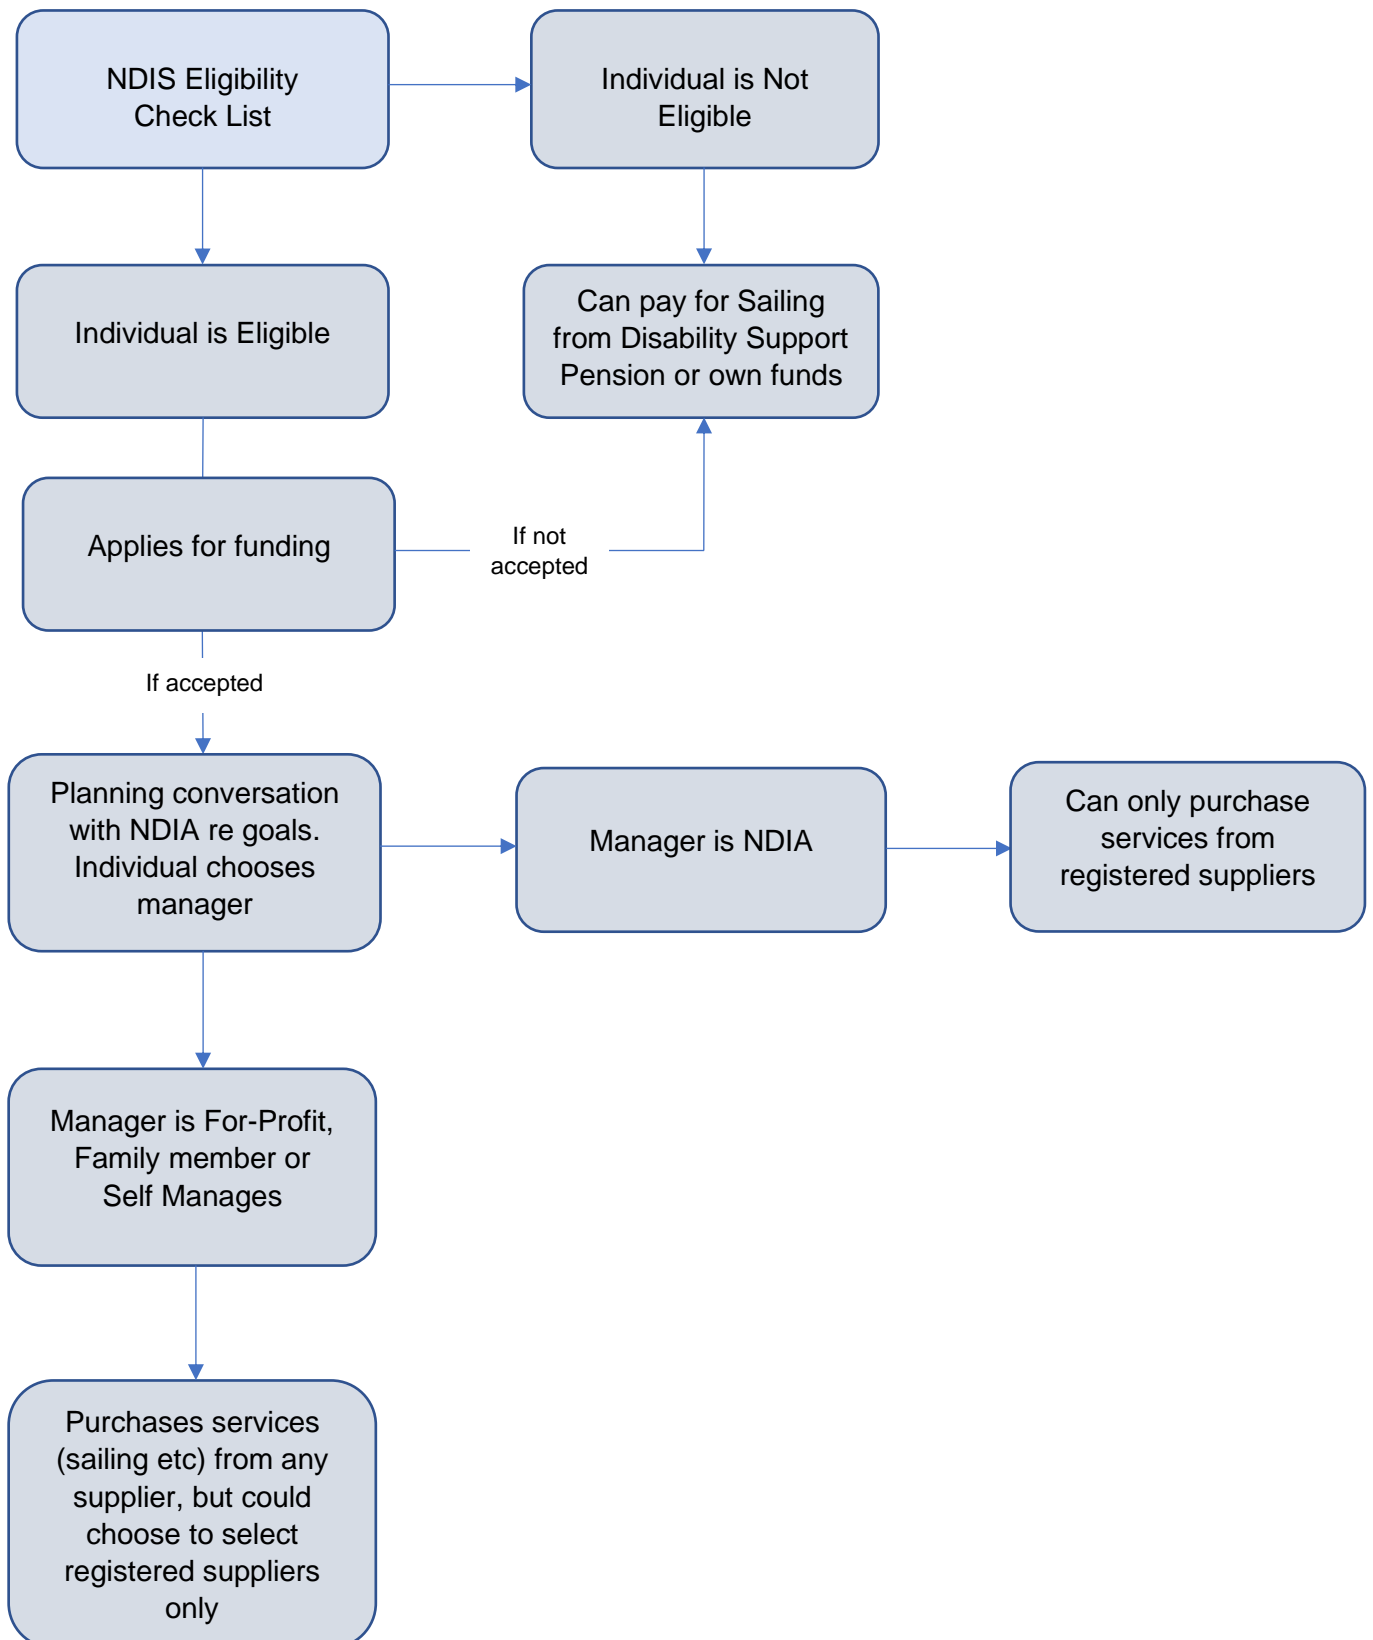 NDIS Eligibility
Check List
Individual is Not
Eligible
Individual is Eligible
Can pay for Sailing
from Disability Support
Pension or own funds
Applies for funding
If not
accepted
If accepted
Planning conversation
with NDIA re goals.
Individual chooses
manager
Manager is NDIA
Can only purchase
services from
registered suppliers
Manager is For-Profit,
Family member or
Self Manages
Purchases services
(sailing etc) from any
supplier, but could
choose to select
registered suppliers
only